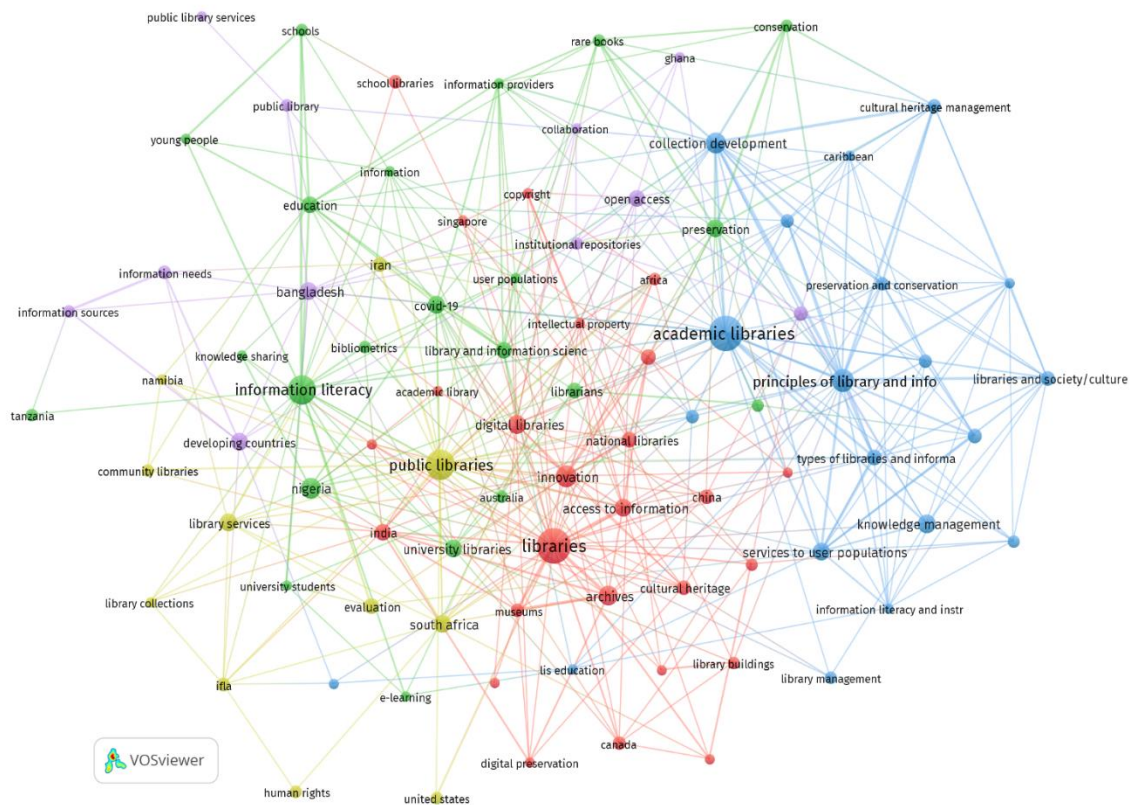 public library services
schools
rare books
conservation
ghana
school libraries
information providers
public library
cultural heritage management
collaboration
young people
collection development
caribbean
information
copyright
open access
education
singapore
preservation
institutional repositories
iran
information needs
user populations
africa
preservation and conservation
bangladesh
covid-19
information sources
intellectual property
academic libraries
bibliometrics
library and information scienc
knowledge sharing
namibia
information literacy
academic library
librarians
principles of library and info
libraries and society/culture
tanzania
digital libraries
national libraries
developing countries
types of libraries and informa
public libraries
community libraries
innovation
nigeria
australia
china
access to information
library services
knowledge management
india
university libraries
libraries
services to user populations
university students
cultural heritage
archives
library collections
evaluation
museums
information literacy and instr
south africa
library buildings
lis education
library management
ifla
e-learning
canada
digital preservation
VOSviewer
human rights
united states